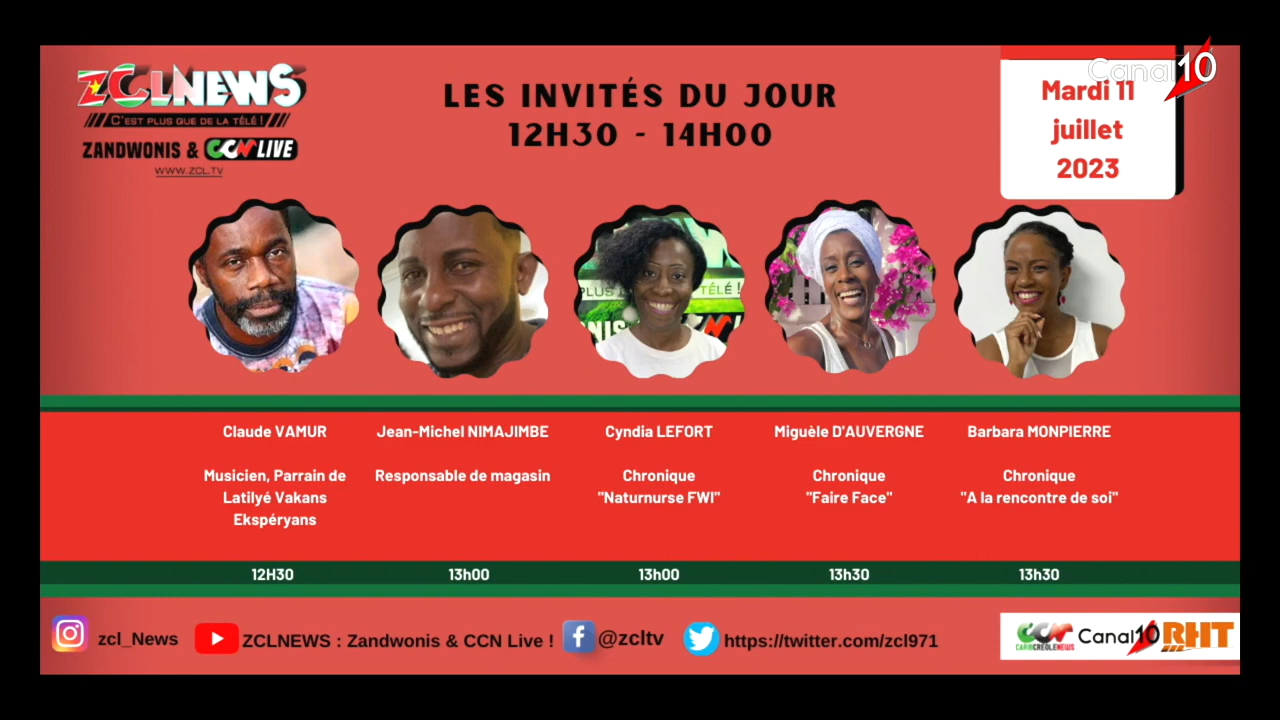 ZCLNEWS
C'EST PLUS QUE DE LA TÉLÉ !
ZANDWONIS & CCN LIVE
WWW.ZCL.TV
LES INVITÉS DU JOUR
12H30 - 14H00
Canal10
Mardi 11
juillet
2023
PLUS
TÉLÉ !
Claude VAMUR
Musicien, Parrain de
Latilyé Vakans
Ekspéryans
12H30
Jean-Michel NIMAJIMBE
Responsable de magasin
13h00
Cyndia LEFORT
Chronique
"Naturnurse FWI"
13h00
Miguèle D'AUVERGNE
Chronique
"Faire Face"
13h30
Barbara MONPIERRE
Chronique
"A la rencontre de soi"
13h30
zcl_News
ZCLNEWS : Zandwonis & CCN Live !
@zcltv
https://twitter.com/zcl971
CCN
CARIBCREOLENEWS
Canal10
RHT